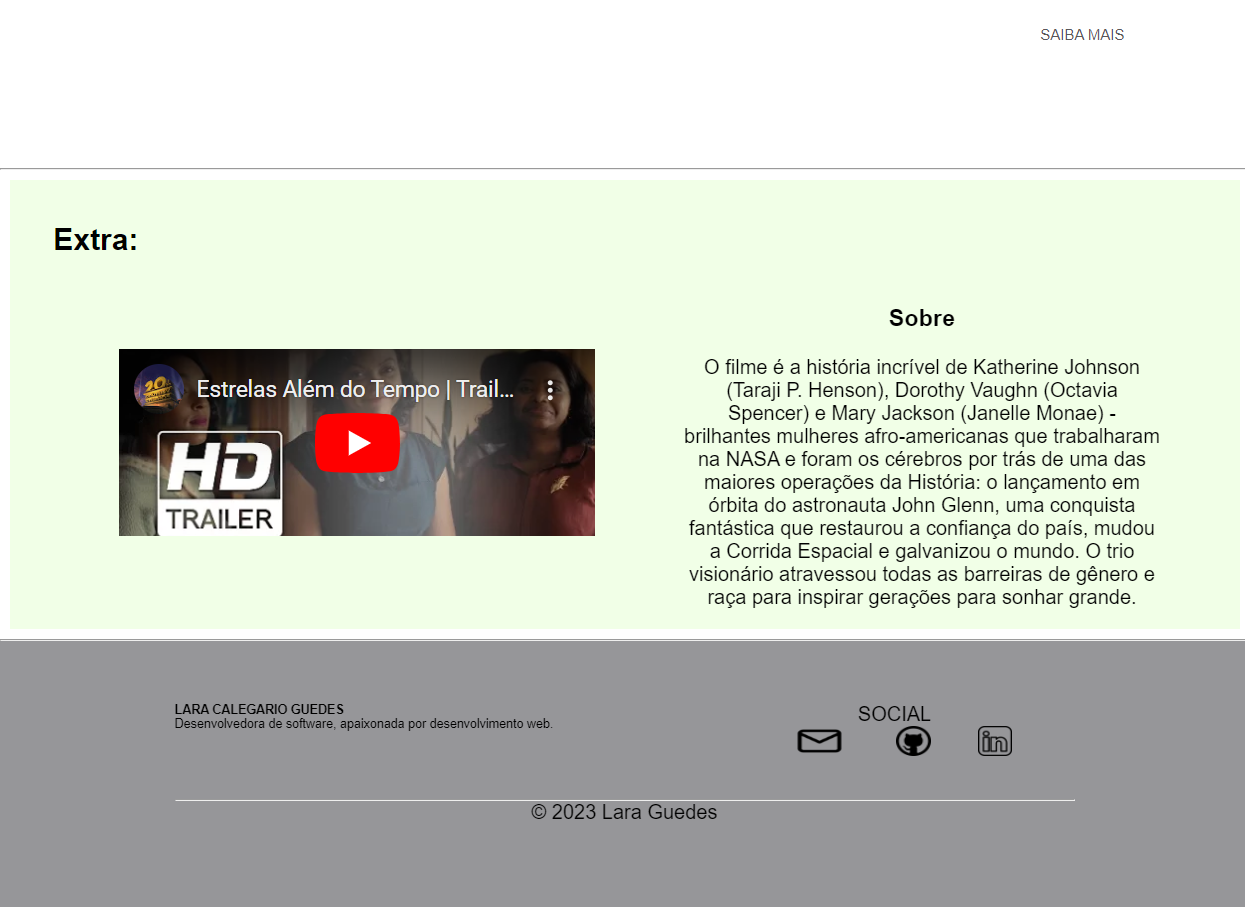 SAIBA MAIS
Extra:
Estrelas Além do Tempo | Trail...
HD
TRAILER
Sobre
O filme é a história incrível de Katherine Johnson
(Taraji P. Henson), Dorothy Vaughn (Octavia
Spencer) e Mary Jackson (Janelle Monae) -
brilhantes mulheres afro-americanas que trabalharam
na NASA e foram os cérebros por trás de uma das
maiores operações da História: o lançamento em
órbita do astronauta John Glenn, uma conquista
fantástica que restaurou a confiança do país, mudou
a Corrida Espacial e galvanizou o mundo. O trio
visionário atravessou todas as barreiras de gênero e
raça para inspirar gerações para sonhar grande.
LARA CALEGARIO GUEDES
Desenvolvedora de software, apaixonada por desenvolvimento web.
SOCIAL
in
© 2023 Lara Guedes